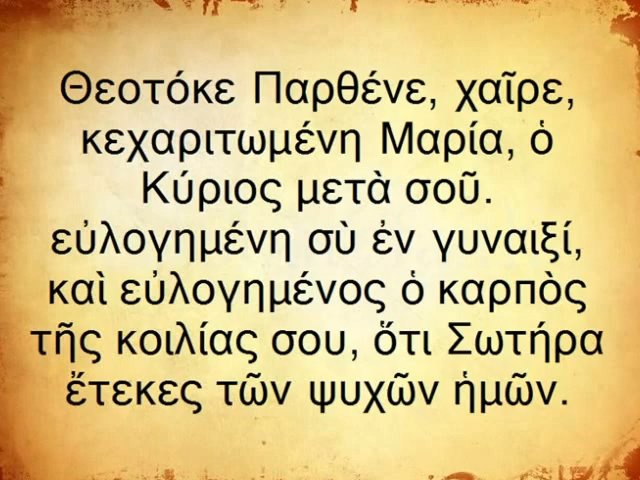 Θεοτόκε Παρθένε, χαῖρε,
κεχαριτωμένη Μαρία, ὁ
Κύριος μετὰ σοῦ.
εὐλογημένη σὺ ἐν γυναιξί,
καὶ εὐλογημένος ὁ καρπὸς
τῆς κοιλίας σου, ὅτι Σωτήρα
ἔτεκες τῶν ψυχῶν ἡμῶν.